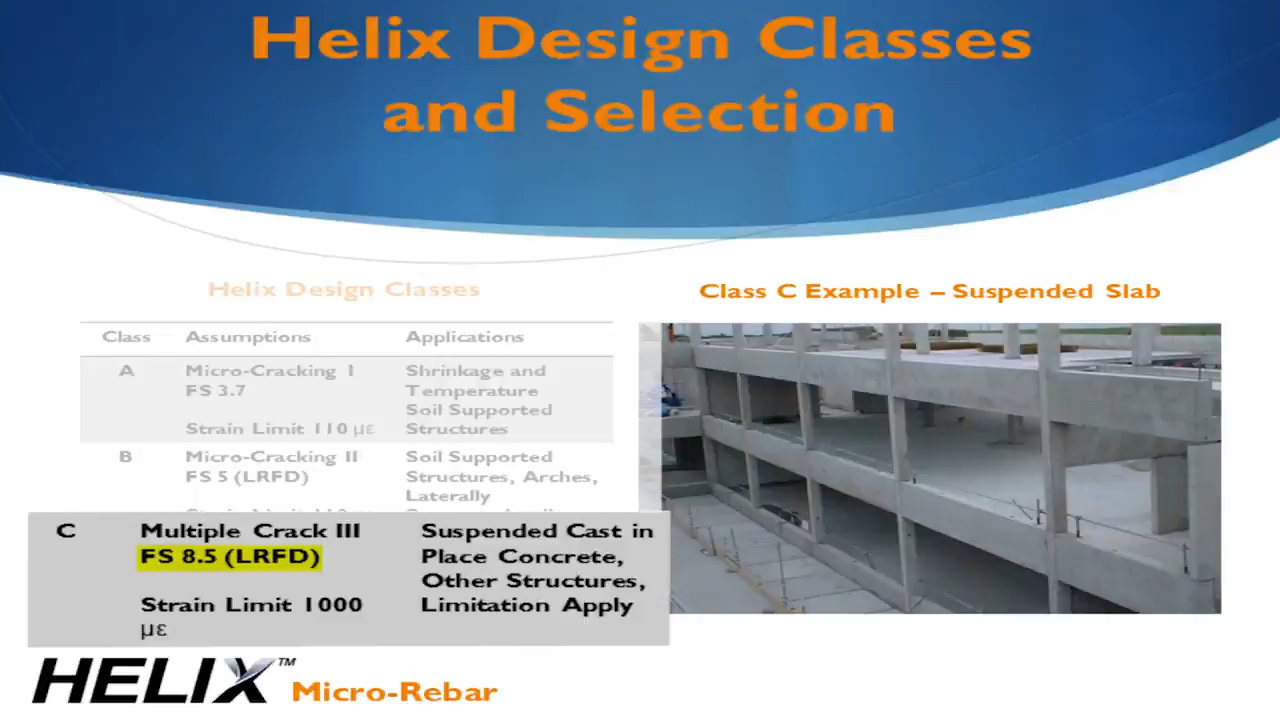 Helix Design Classes
and Selection
Helix Design Classes
Class Assumptions Applications
A Micro-Cracking I Shrinkage and
FS 3.7 Temperature
Soil Supported
Strain Limit 110 με Structures
B Micro-Cracking II Soil Supported
FS 5 (LRFD) Structures, Arches,
Laterally
C Multiple Crack III Suspended Cast in
FS 8.5 (LRFD) Place Concrete,
Other Structures,
Strain Limit 1000 Limitation Apply
με
Class C Example – Suspended Slab
HELIX™ Micro-Rebar